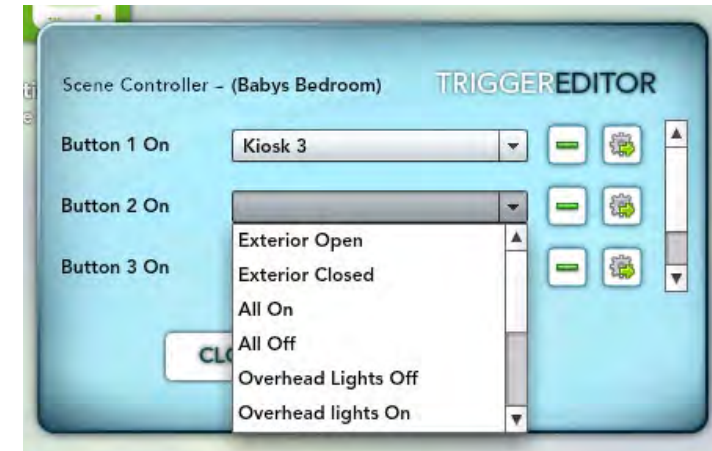 Scene Controller – (Babys Bedroom)
TRIGGEREDITOR
Button 1 On
Kiosk 3
Button 2 On
Exterior Open
Button 3 On
Exterior Closed
All On
All Off
Overhead Lights Off
Overhead lights On